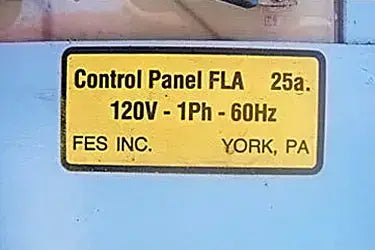 Control Panel FLA 25a.
120V - 1Ph - 60Hz
FES INC. YORK, PA